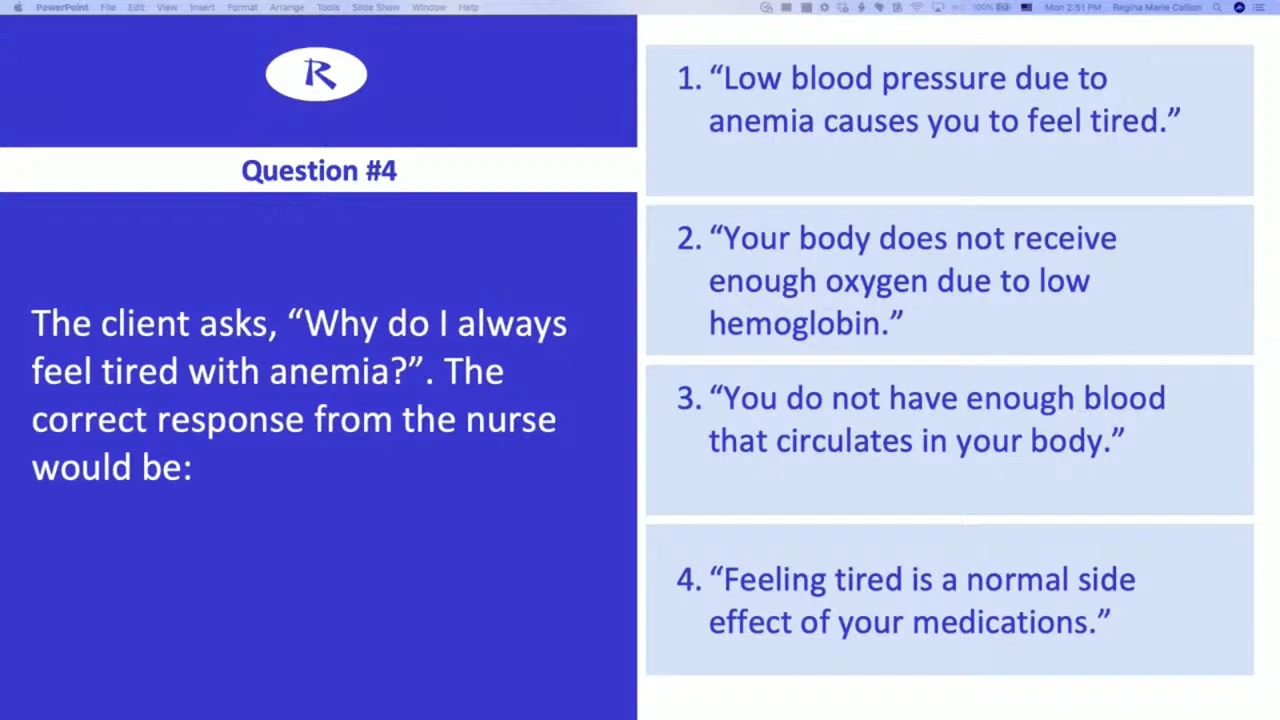 PowerPoint File Edit View Insert Format Arrange Tools Slide Show Window Help 100% Mon 2:51 PM Regina Marie Callion
R
Question #4
The client asks, “Why do I always
feel tired with anemia?”. The
correct response from the nurse
would be:
1. “Low blood pressure due to
anemia causes you to feel tired.”
2. “Your body does not receive
enough oxygen due to low
hemoglobin.”
3. “You do not have enough blood
that circulates in your body.”
4. “Feeling tired is a normal side
effect of your medications.”